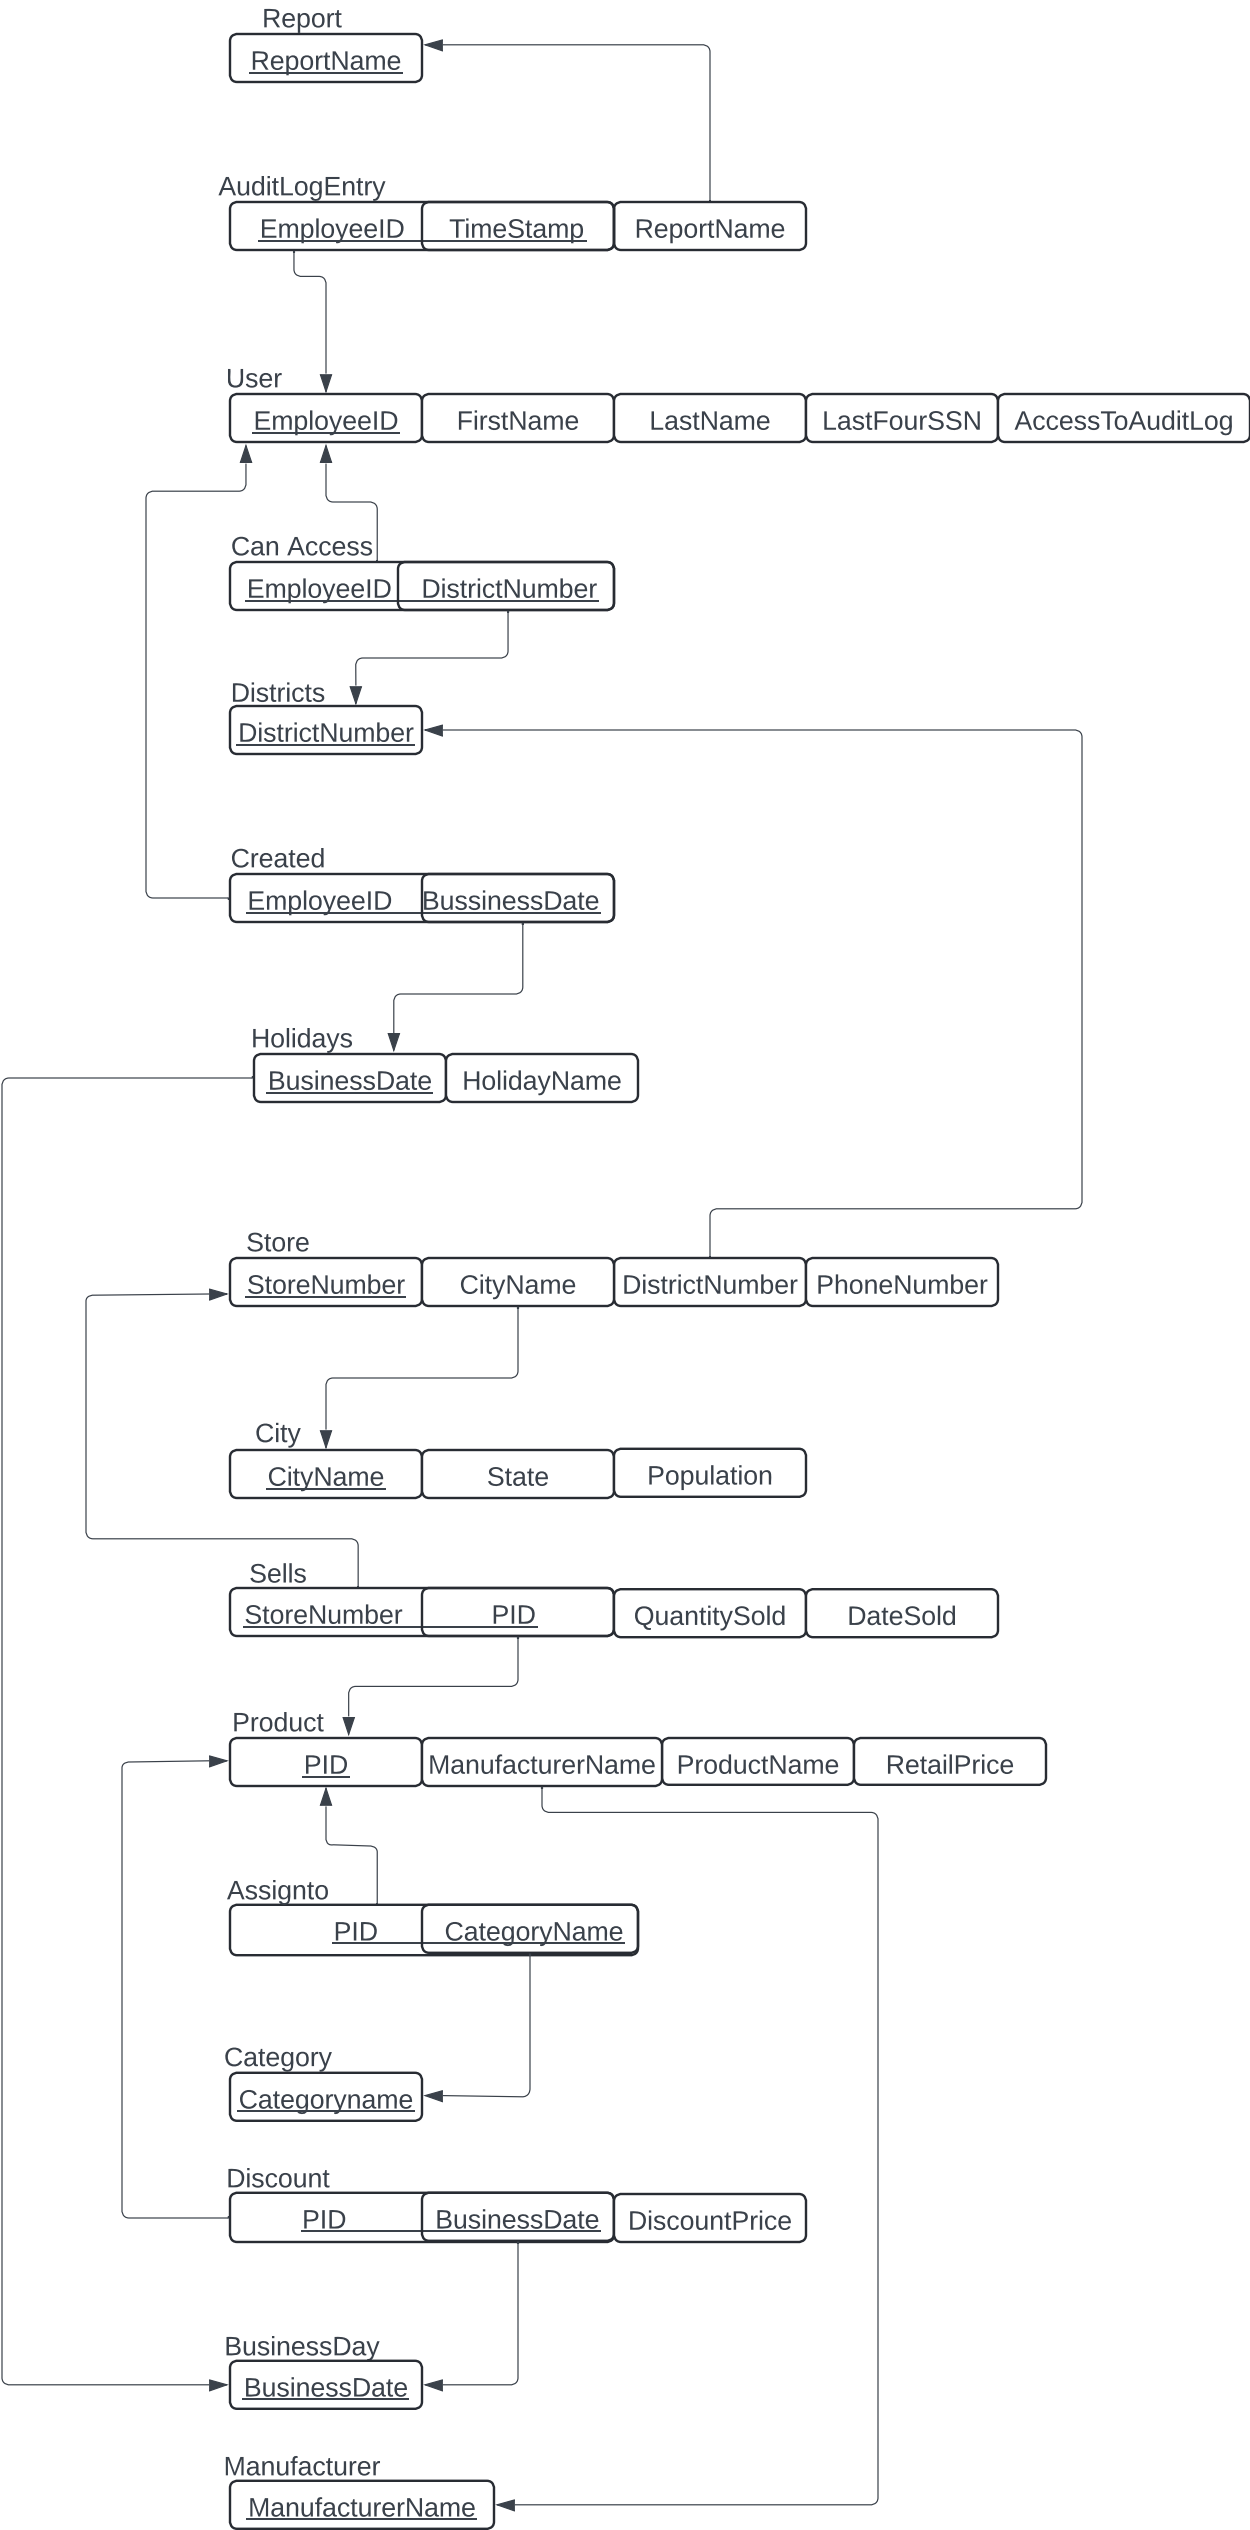 Report
ReportName
AuditLogEntry
EmployeeID TimeStamp ReportName
User
EmployeeID FirstName LastName LastFourSSN AccessToAuditLog
Can Access
EmployeeID DistrictNumber
Districts
DistrictNumber
Created
EmployeeID BussinessDate
Holidays
BusinessDate HolidayName
Store
StoreNumber CityName DistrictNumber PhoneNumber
City
CityName State Population
Sells
StoreNumber PID QuantitySold DateSold
Product
PID ManufacturerName ProductName RetailPrice
Assignto
PID CategoryName
Category
Categoryname
Discount
PID BusinessDate DiscountPrice
BusinessDay
BusinessDate
Manufacturer
ManufacturerName